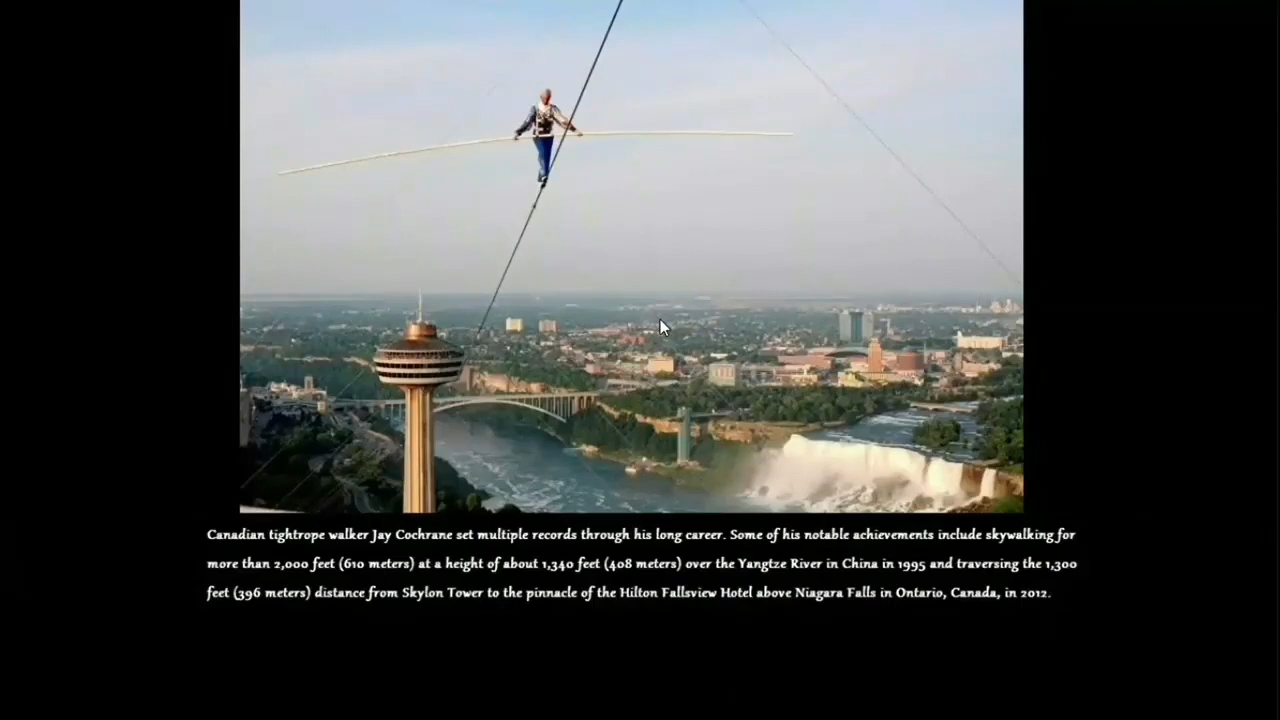 Canadian tightrope walker Jay Cochrane set multiple records through his long career. Some of his notable achievements include skywalking for
more than 2,000 feet (610 meters) at a height of about 1,340 feet (408 meters) over the Yangtze River in China in 1995 and traversing the 1,300
feet (396 meters) distance from Skylon Tower to the pinnacle of the Hilton Fallsview Hotel above Niagara Falls in Ontario, Canada, in 2012.